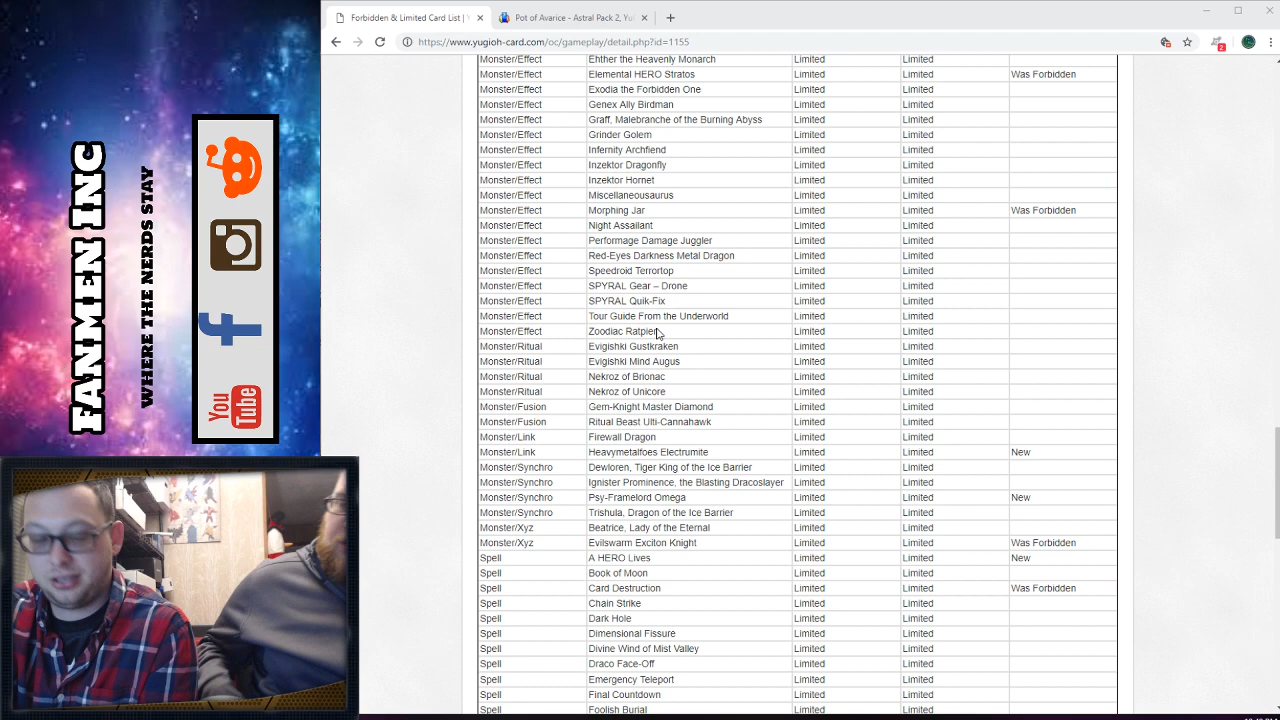 Forbidden & Limited Card List | Y
Pot of Avarice - Astral Pack 2, Yu
https://www.yugioh-card.com/oc/gameplay/detail.php?id=1155
2
FANMEN INC
WHERE THE NERDS STAY
You
Tube
Monster/Effect Ehther the Heavenly Monarch Limited Limited
Monster/Effect Elemental HERO Stratos Limited Limited Was Forbidden
Monster/Effect Exodia the Forbidden One Limited Limited
Monster/Effect Genex Ally Birdman Limited Limited
Monster/Effect Graff, Malebranche of the Burning Abyss Limited Limited
Monster/Effect Grinder Golem Limited Limited
Monster/Effect Infernity Archfiend Limited Limited
Monster/Effect Inzektor Dragonfly Limited Limited
Monster/Effect Inzektor Hornet Limited Limited
Monster/Effect Miscellaneousaurus Limited Limited
Monster/Effect Morphing Jar Limited Limited Was Forbidden
Monster/Effect Night Assailant Limited Limited
Monster/Effect Performage Damage Juggler Limited Limited
Monster/Effect Red-Eyes Darkness Metal Dragon Limited Limited
Monster/Effect Speedroid Terrortop Limited Limited
Monster/Effect SPYRAL Gear – Drone Limited Limited
Monster/Effect SPYRAL Quik-Fix Limited Limited
Monster/Effect Tour Guide From the Underworld Limited Limited
Monster/Effect Zoodiac Ratpier Limited Limited
Monster/Ritual Evigishki Gustkraken Limited Limited
Monster/Ritual Evigishki Mind Augus Limited Limited
Monster/Ritual Nekroz of Brionac Limited Limited
Monster/Ritual Nekroz of Unicore Limited Limited
Monster/Fusion Gem-Knight Master Diamond Limited Limited
Monster/Fusion Ritual Beast Ulti-Cannahawk Limited Limited
Monster/Link Firewall Dragon Limited Limited
Monster/Link Heavymetalfoes Electrumite Limited Limited New
Monster/Synchro Dewloren, Tiger King of the Ice Barrier Limited Limited
Monster/Synchro Ignister Prominence, the Blasting Dracoslayer Limited Limited
Monster/Synchro Psy-Framelord Omega Limited Limited New
Monster/Synchro Trishula, Dragon of the Ice Barrier Limited Limited
Monster/Xyz Beatrice, Lady of the Eternal Limited Limited
Monster/Xyz Evilswarm Exciton Knight Limited Limited Was Forbidden
Spell A HERO Lives Limited Limited New
Spell Book of Moon Limited Limited
Spell Card Destruction Limited Limited Was Forbidden
Spell Chain Strike Limited Limited
Spell Dark Hole Limited Limited
Spell Dimensional Fissure Limited Limited
Spell Divine Wind of Mist Valley Limited Limited
Spell Draco Face-Off Limited Limited
Spell Emergency Teleport Limited Limited
Spell Final Countdown Limited Limited
Spell Foolish Burial Limited Limited